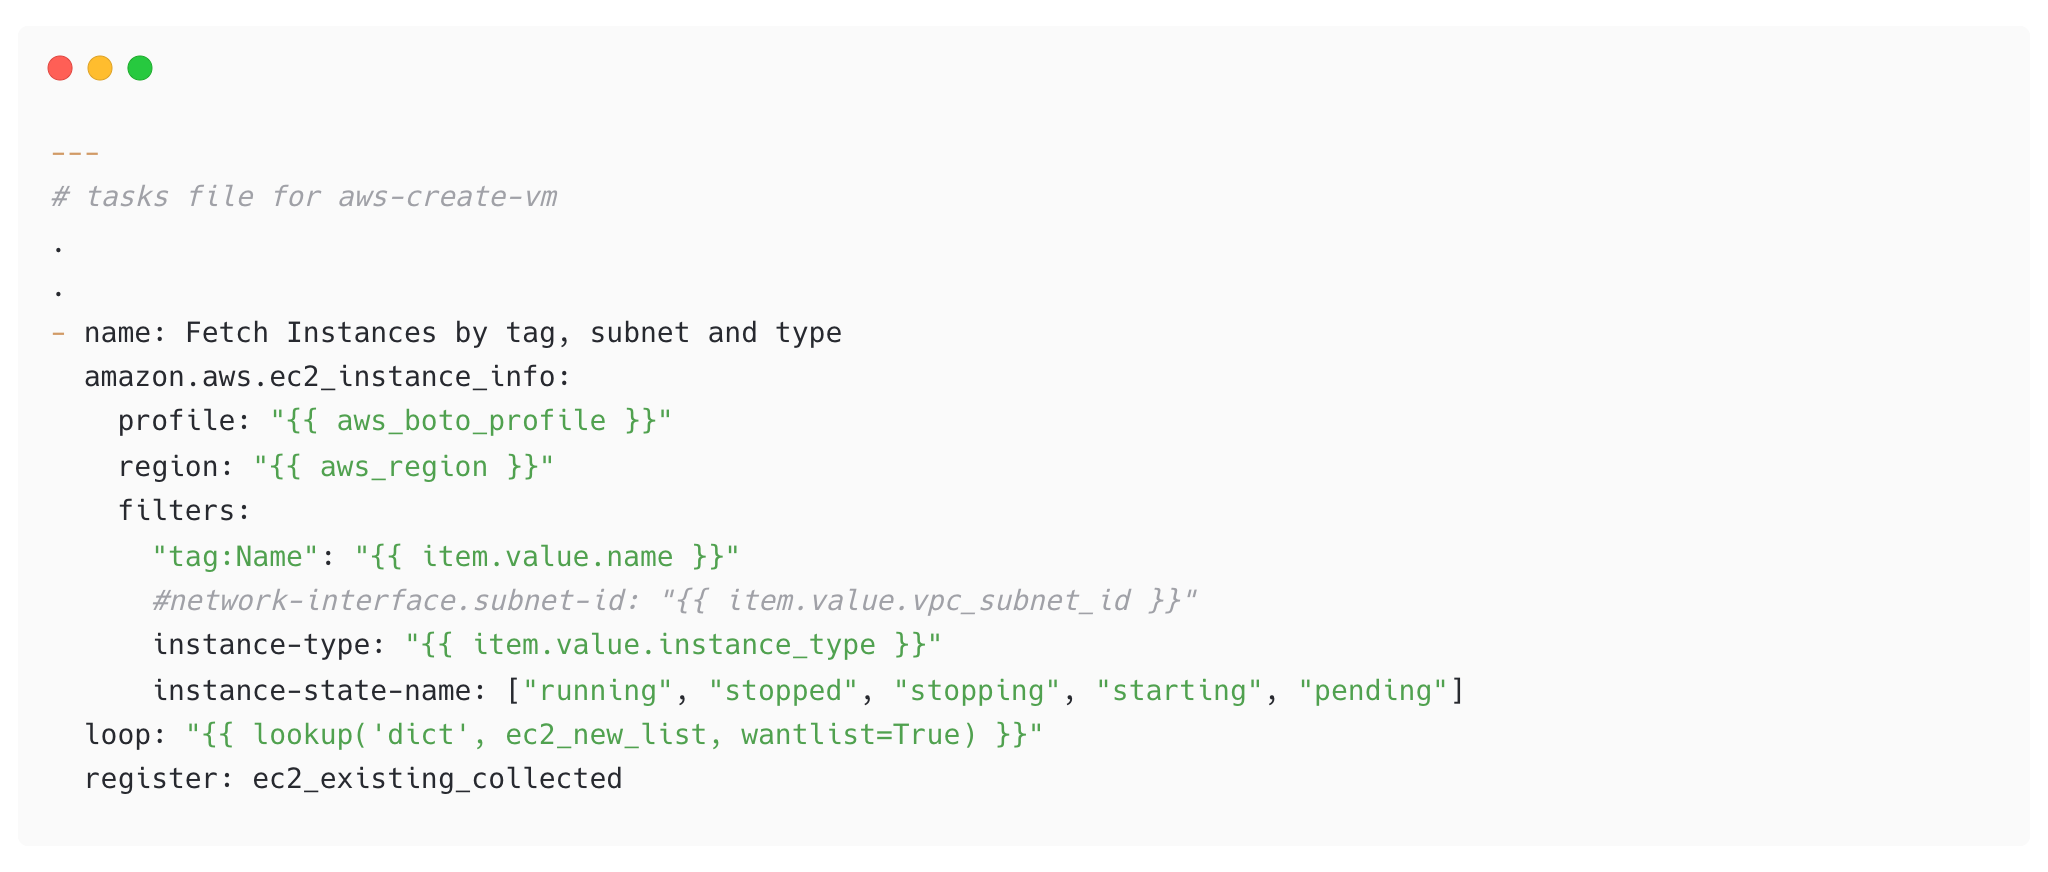 ---
# tasks file for aws-create-vm
.
.
- name: Fetch Instances by tag, subnet and type
  amazon.aws.ec2_instance_info:
    profile: "{{ aws_boto_profile }}"
    region: "{{ aws_region }}"
    filters:
      "tag:Name": "{{ item.value.name }}"
      #network-interface.subnet-id: "{{ item.value.vpc_subnet_id }}"
      instance-type: "{{ item.value.instance_type }}"
      instance-state-name: ["running", "stopped", "stopping", "starting", "pending"]
  loop: "{{ lookup('dict', ec2_new_list, wantlist=True) }}"
  register: ec2_existing_collected